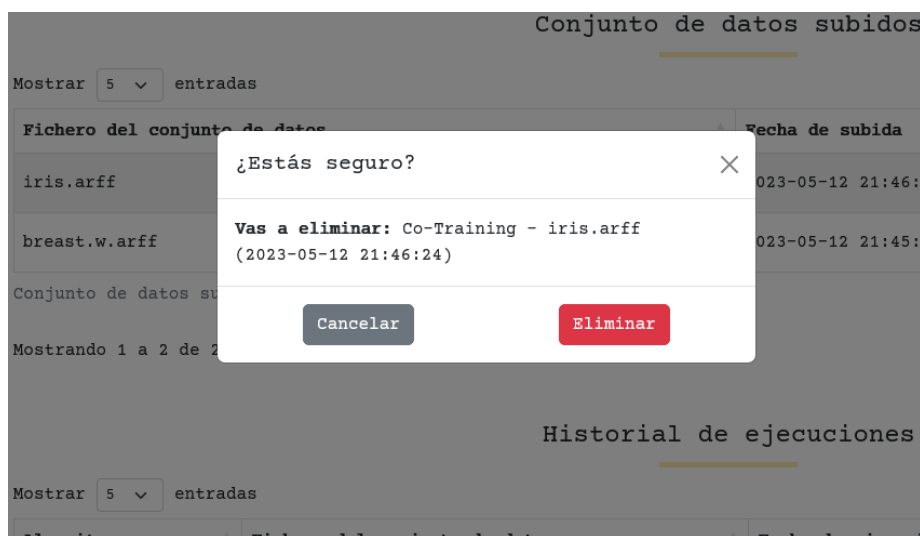 Conjunto de datos subidos
Mostrar 5 entradas
Fichero del conjunto de datos Fecha de subida
¿Estás seguro?
iris.arff 023-05-12 21:46:
Vas a eliminar: Co-Training - iris.arff
breast.w.arff 023-05-12 21:45:
(2023-05-12 21:46:24)
Conjunto de datos su
Cancelar Eliminar
Mostrando 1 a 2 de 2
Historial de ejecuciones
Mostrar 5 entradas